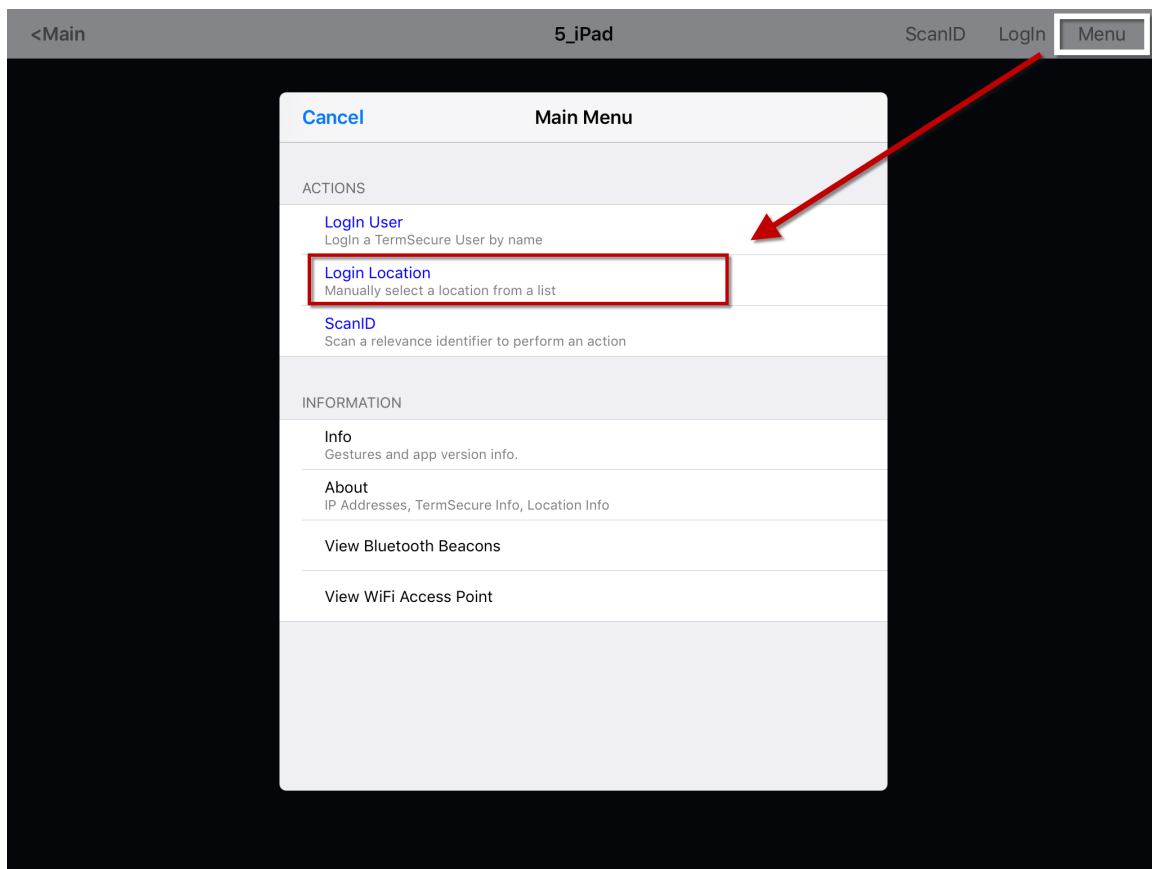 <Main 5_iPad ScanID LogIn Menu
Cancel Main Menu
ACTIONS
LogIn User
LogIn a TermSecure User by name
Login Location
Manually select a location from a list
ScanID
Scan a relevance identifier to perform an action
INFORMATION
Info
Gestures and app version info.
About
IP Addresses, TermSecure Info, Location Info
View Bluetooth Beacons
View WiFi Access Point